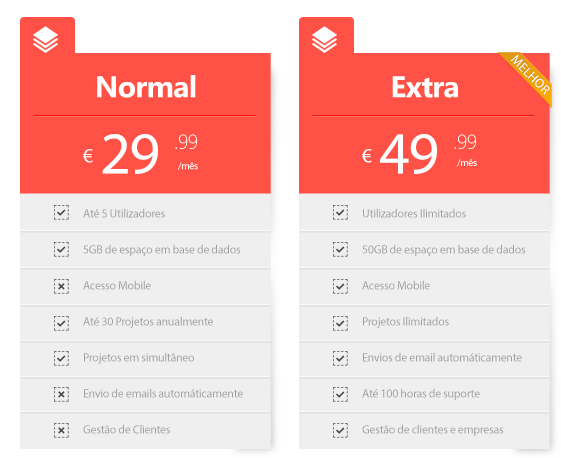 Normal
€ 29 .99
/mês
Até 5 Utilizadores
5GB de espaço em base de dados
Acesso Mobile
Até 30 Projetos anualmente
Projetos em simultâneo
Envio de emails automáticamente
Gestão de Clientes
MELHOR
Extra
€ 49 .99
/mês
Utilizadores Ilimitados
50GB de espaço em base de dados
Acesso Mobile
Projetos Ilimitados
Envios de email automáticamente
Até 100 horas de suporte
Gestão de clientes e empresas